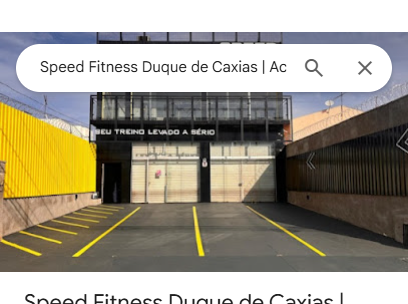 Speed Fitness Duque de Caxias | Ac
SEU TREINO LEVADO A SÉRIO
Speed Fitness Duque de Caxias |